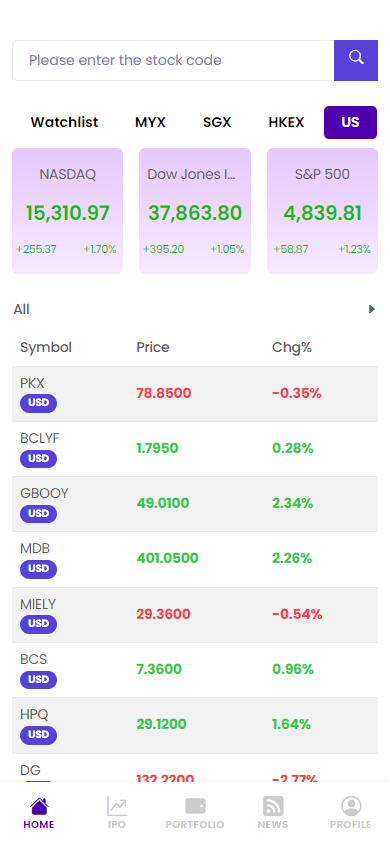 Please enter the stock code
Watchlist MYX SGX HKEX US
NASDAQ Dow Jones I... S&P 500
15,310.97 37,863.80 4,839.81
+255.37 +1.70% +395.20 +1.05% +58.87 +1.23%
All
Symbol Price Chg%
PKX
USD 78.8500 -0.35%
BCLYF
USD 1.7950 0.28%
GBOOY
USD 49.0100 2.34%
MDB
USD 401.0500 2.26%
MIELY
USD 29.3600 -0.54%
BCS
USD 7.3600 0.96%
HPQ
USD 29.1200 1.64%
DG
132.2200 -2.77%
HOME IPO PORTFOLIO NEWS PROFILE